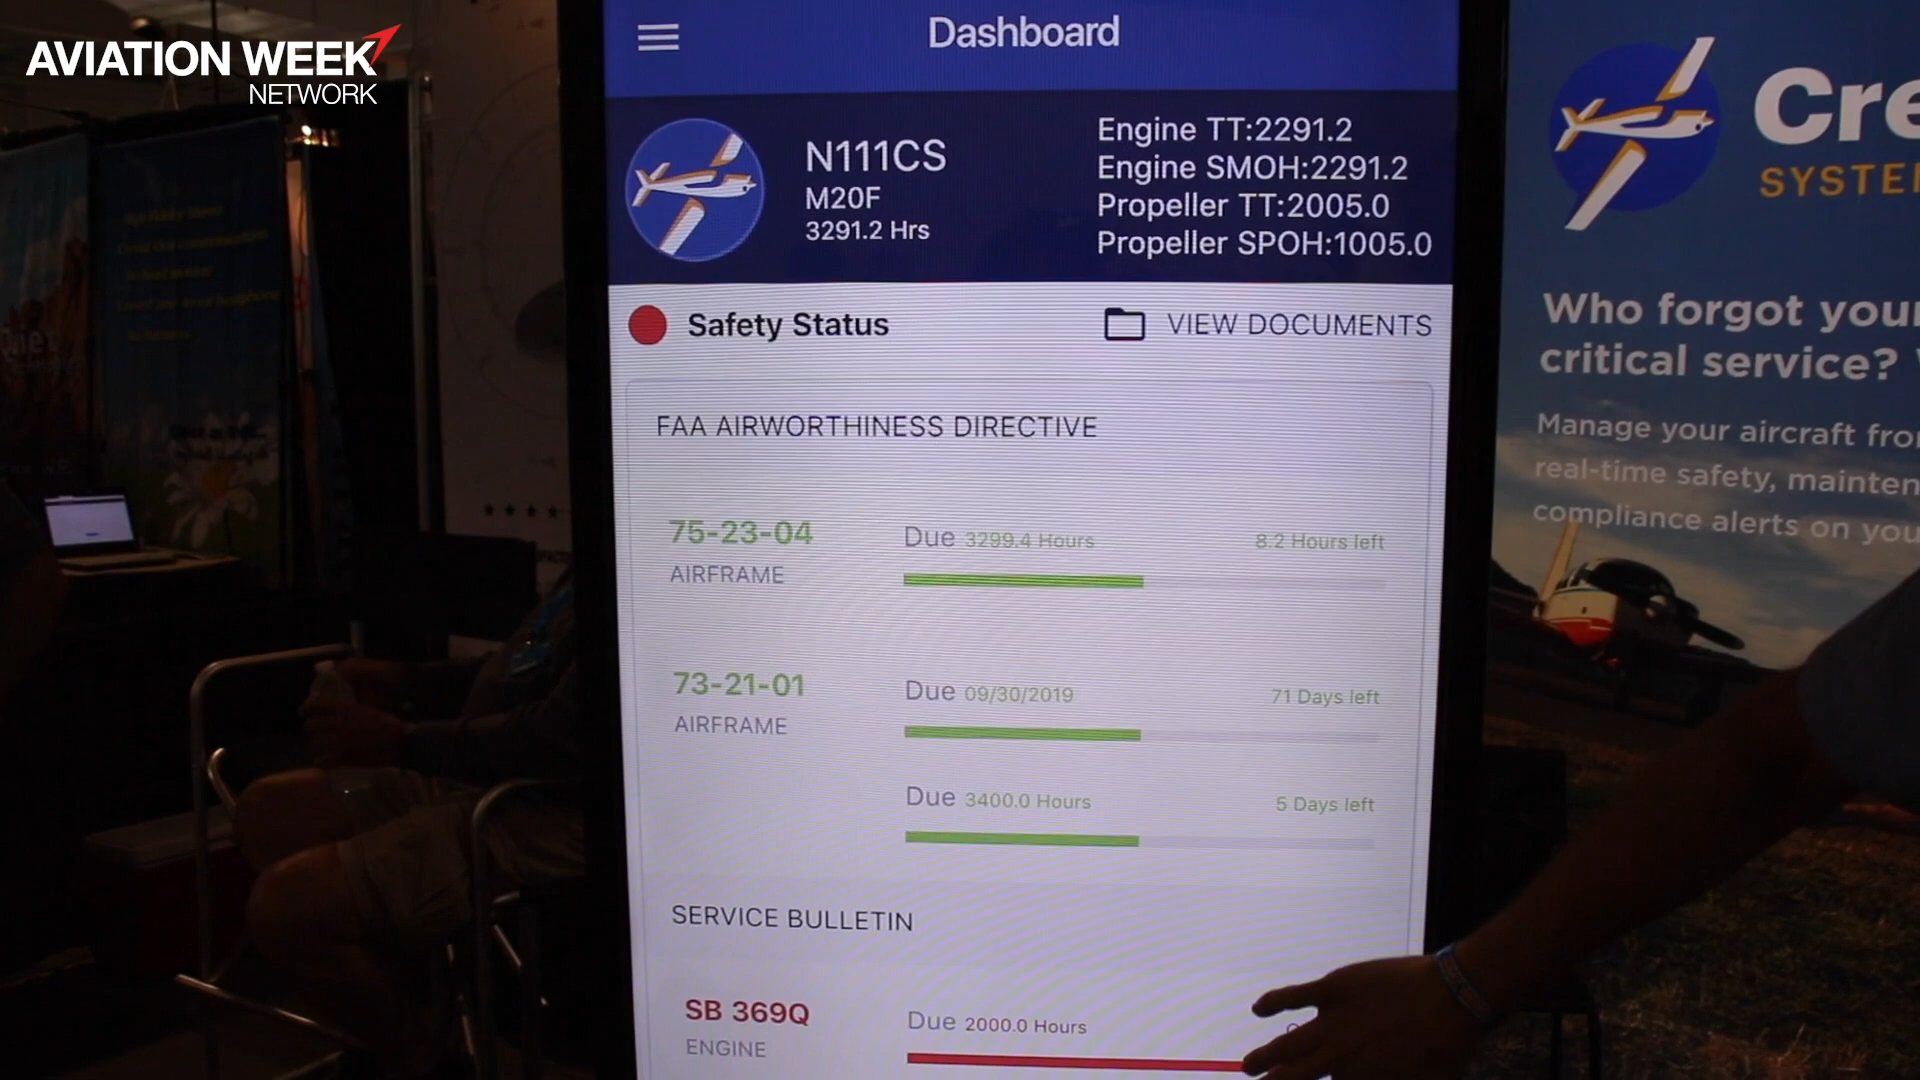 AVIATION WEEK
NETWORK
Dashboard
N111CS
M20F
3291.2 Hrs
Engine TT:2291.2
Engine SMOH:2291.2
Propeller TT:2005.0
Propeller SPOH:1005.0
Safety Status
VIEW DOCUMENTS
FAA AIRWORTHINESS DIRECTIVE
75-23-04
AIRFRAME
Due 3299.4 Hours
8.2 Hours left
73-21-01
AIRFRAME
Due 09/30/2019
71 Days left
Due 3400.0 Hours
5 Days left
SERVICE BULLETIN
SB 369Q
ENGINE
Due 2000.0 Hours
Cre
SYSTE
Who forgot your
critical service?
Manage your aircraft fro
real-time safety, mainten
compliance alerts on you